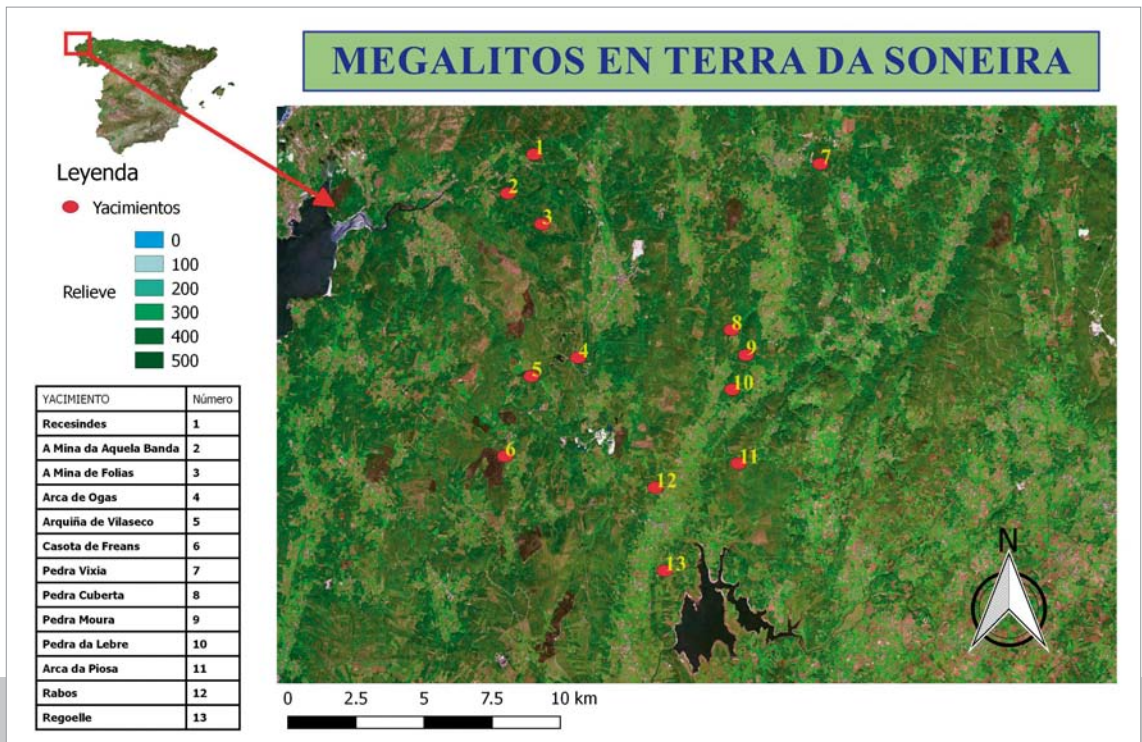 MEGALITOS EN TERRA DA SONEIRA
Leyenda
Yacimientos
Relieve
0
100
200
300
400
500
YACIMIENTO Número
Recesindes 1
A Mina da Aquela Banda 2
A Mina de Folias 3
Arca de Ogas 4
Arquiña de Vilaseco 5
Casota de Freans 6
Pedra Vixia 7
Pedra Cuberta 8
Pedra Moura 9
Pedra da Lebre 10
Arca da Piosa 11
Rabos 12
Regoelle 13
1
7
2
3
8
4
9
5
10
6
11
12
13
N
0 2.5 5 7.5 10 km